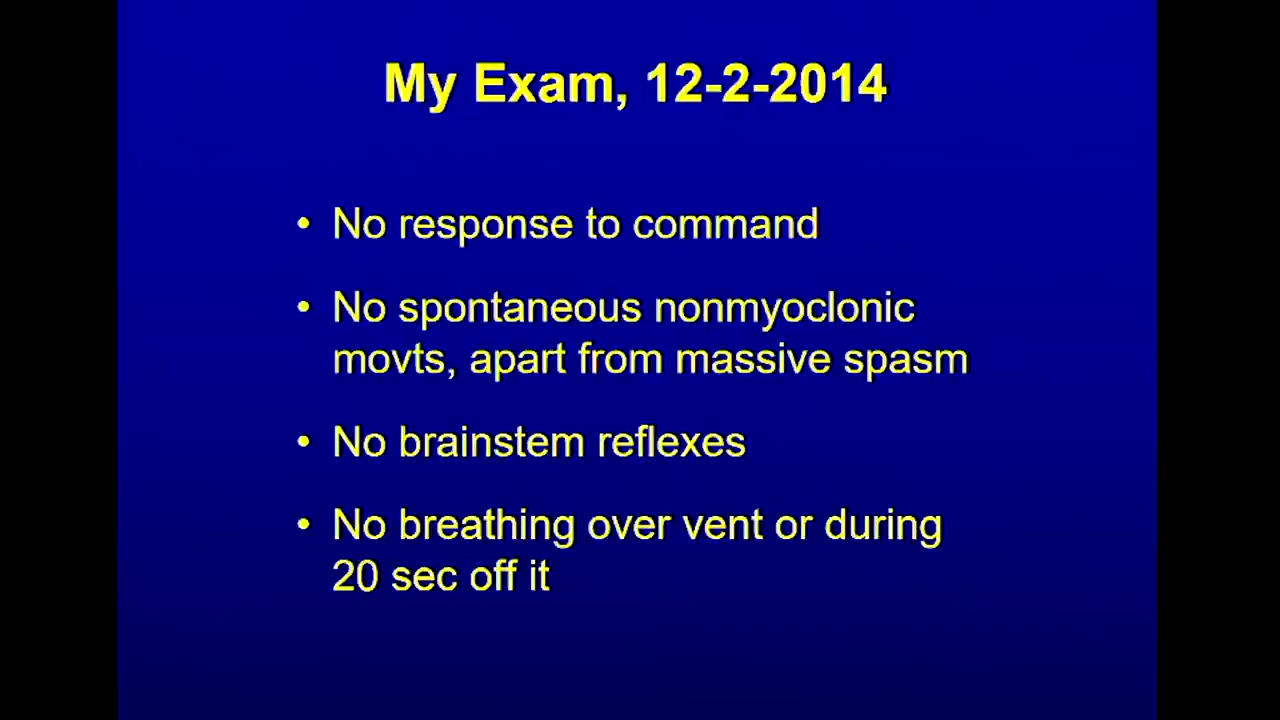 My Exam, 12-2-2014
• No response to command
• No spontaneous nonmyoclonic
movts, apart from massive spasm
• No brainstem reflexes
• No breathing over vent or during
20 sec off it